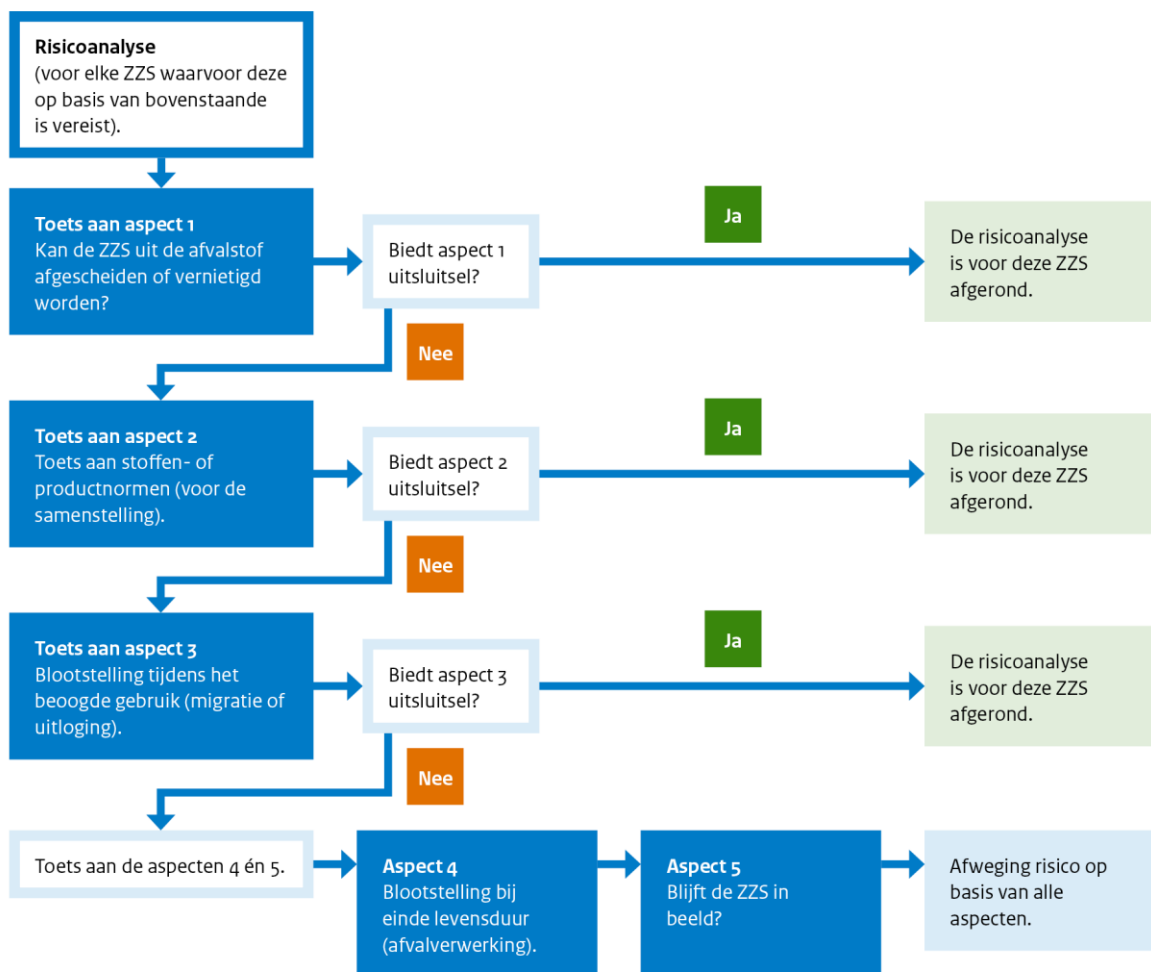 Risicoanalyse
(voor elke ZZS waarvoor deze
op basis van bovenstaande
is vereist).
Toets aan aspect 1
Kan de ZZS uit de afvalstof
afgescheiden of vernietigd
worden?
Biedt aspect 1
uitsluitsel?
Ja
De risicoanalyse
is voor deze ZZS
afgerond.
Nee
Toets aan aspect 2
Toets aan stoffen- of
productnormen (voor de
samenstelling).
Biedt aspect 2
uitsluitsel?
Ja
De risicoanalyse
is voor deze ZZS
afgerond.
Nee
Toets aan aspect 3
Blootstelling tijdens het
beoogde gebruik (migratie of
uitloging).
Biedt aspect 3
uitsluitsel?
Ja
De risicoanalyse
is voor deze ZZS
afgerond.
Nee
Toets aan de aspecten 4 én 5.
Aspect 4
Blootstelling bij
einde levensduur
(afvalverwerking).
Aspect 5
Blijft de ZZS in
beeld?
Afweging risico op
basis van alle
aspecten.